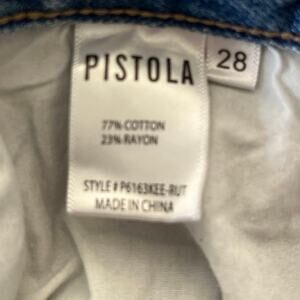 PISTOLA
28
77% COTTON
23% RAYON
STYLE # P6163KEE-RUT
MADE IN CHINA